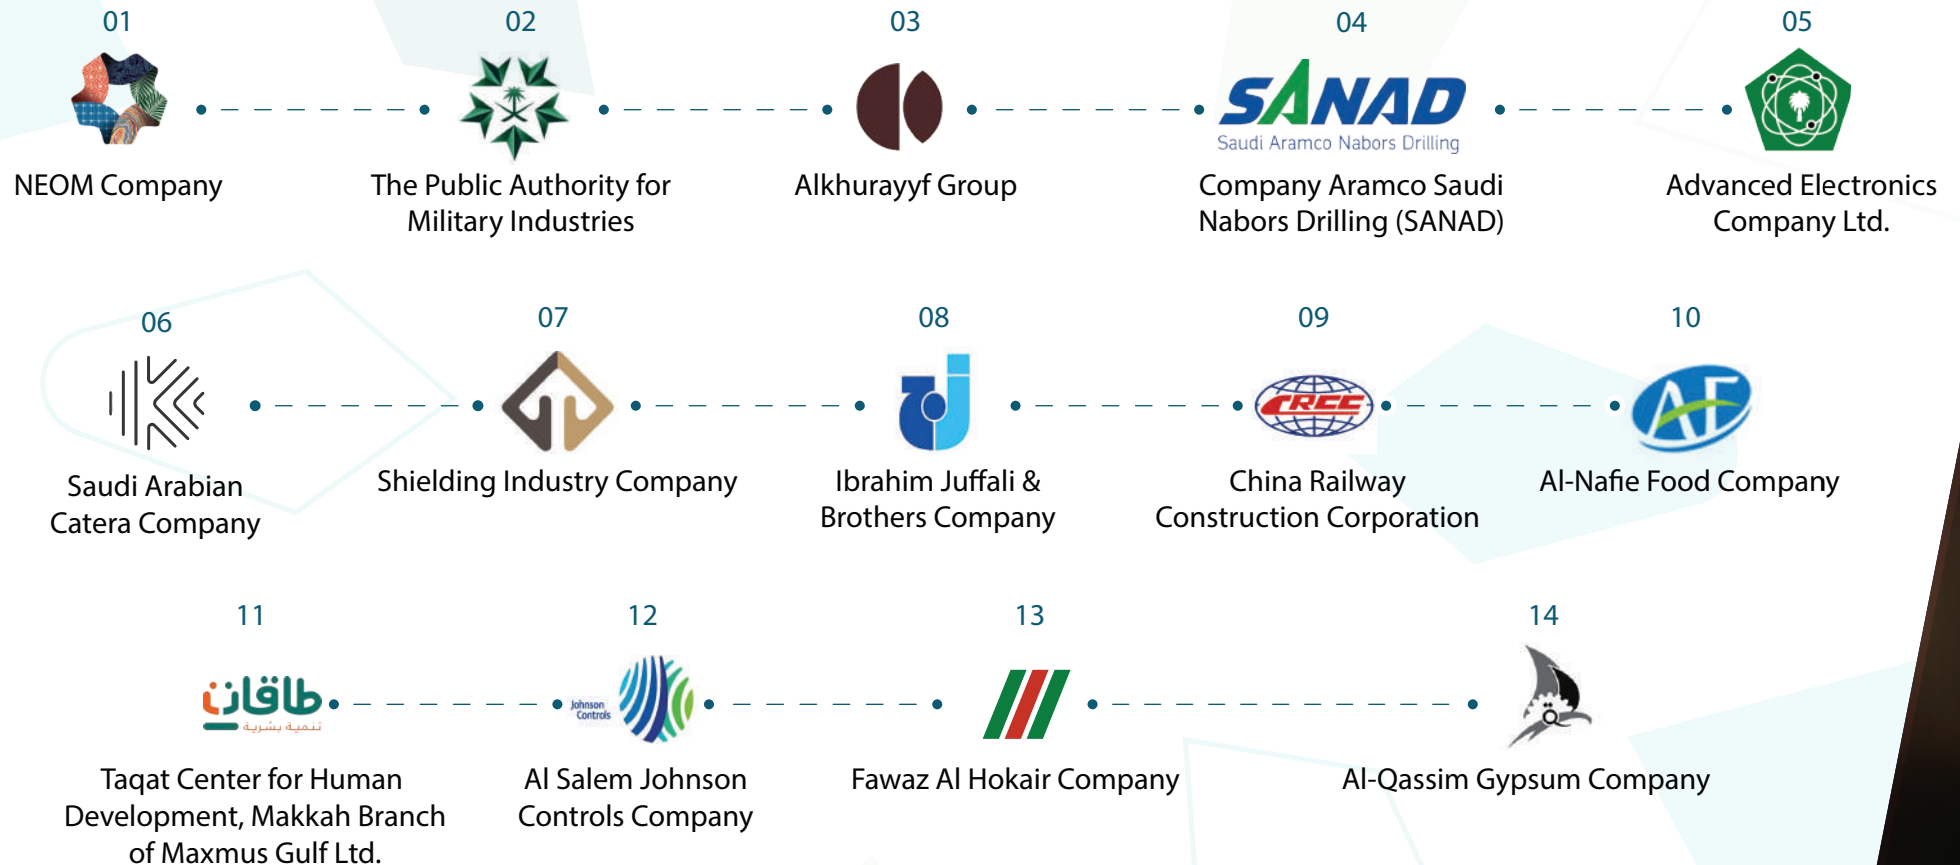 01
NEOM Company
02
The Public Authority for
Military Industries
03
Alkhurayyf Group
04
SANAD
Saudi Aramco Nabors Drilling
Company Aramco Saudi
Nabors Drilling (SANAD)
05
Advanced Electronics
Company Ltd.
06
Saudi Arabian
Catera Company
07
Shielding Industry Company
08
Ibrahim Juffali &
Brothers Company
09
CRCC
China Railway
Construction Corporation
10
AF
Al-Nafie Food Company
11
طاقات
تنمية بشرية
Taqat Center for Human
Development, Makkah Branch
of Maxmus Gulf Ltd.
12
Johnson
Controls
Al Salem Johnson
Controls Company
13
Fawaz Al Hokair Company
14
Al-Qassim Gypsum Company